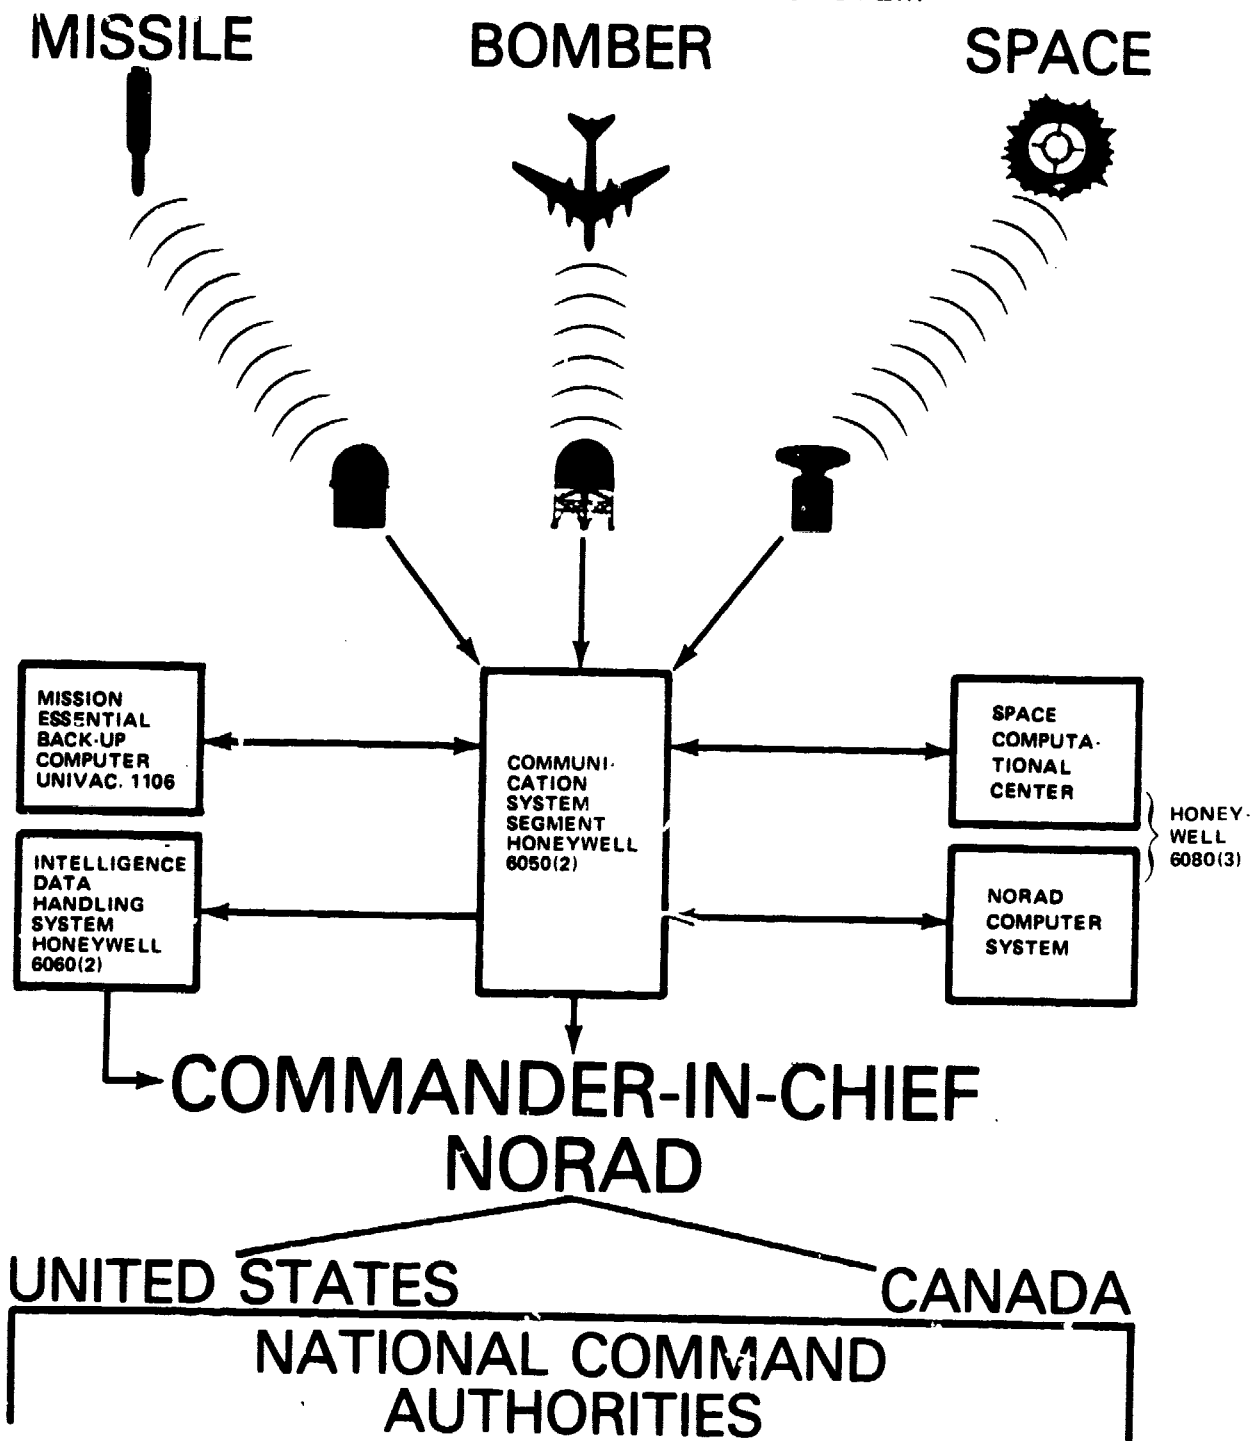 MISSILE
BOMBER
SPACE
MISSION
ESSENTIAL
BACK-UP
COMPUTER
UNIVAC. 1106
INTELLIGENCE
DATA
HANDLING
SYSTEM
HONEYWELL
6060(2)
COMMUNI-
CATION
SYSTEM
SEGMENT
HONEYWELL
6050(2)
SPACE
COMPUTA-
TIONAL
CENTER
NORAD
COMPUTER
SYSTEM
HONEY-
WELL
6080(3)
COMMANDER-IN-CHIEF
NORAD
UNITED STATES
CANADA
NATIONAL COMMAND
AUTHORITIES